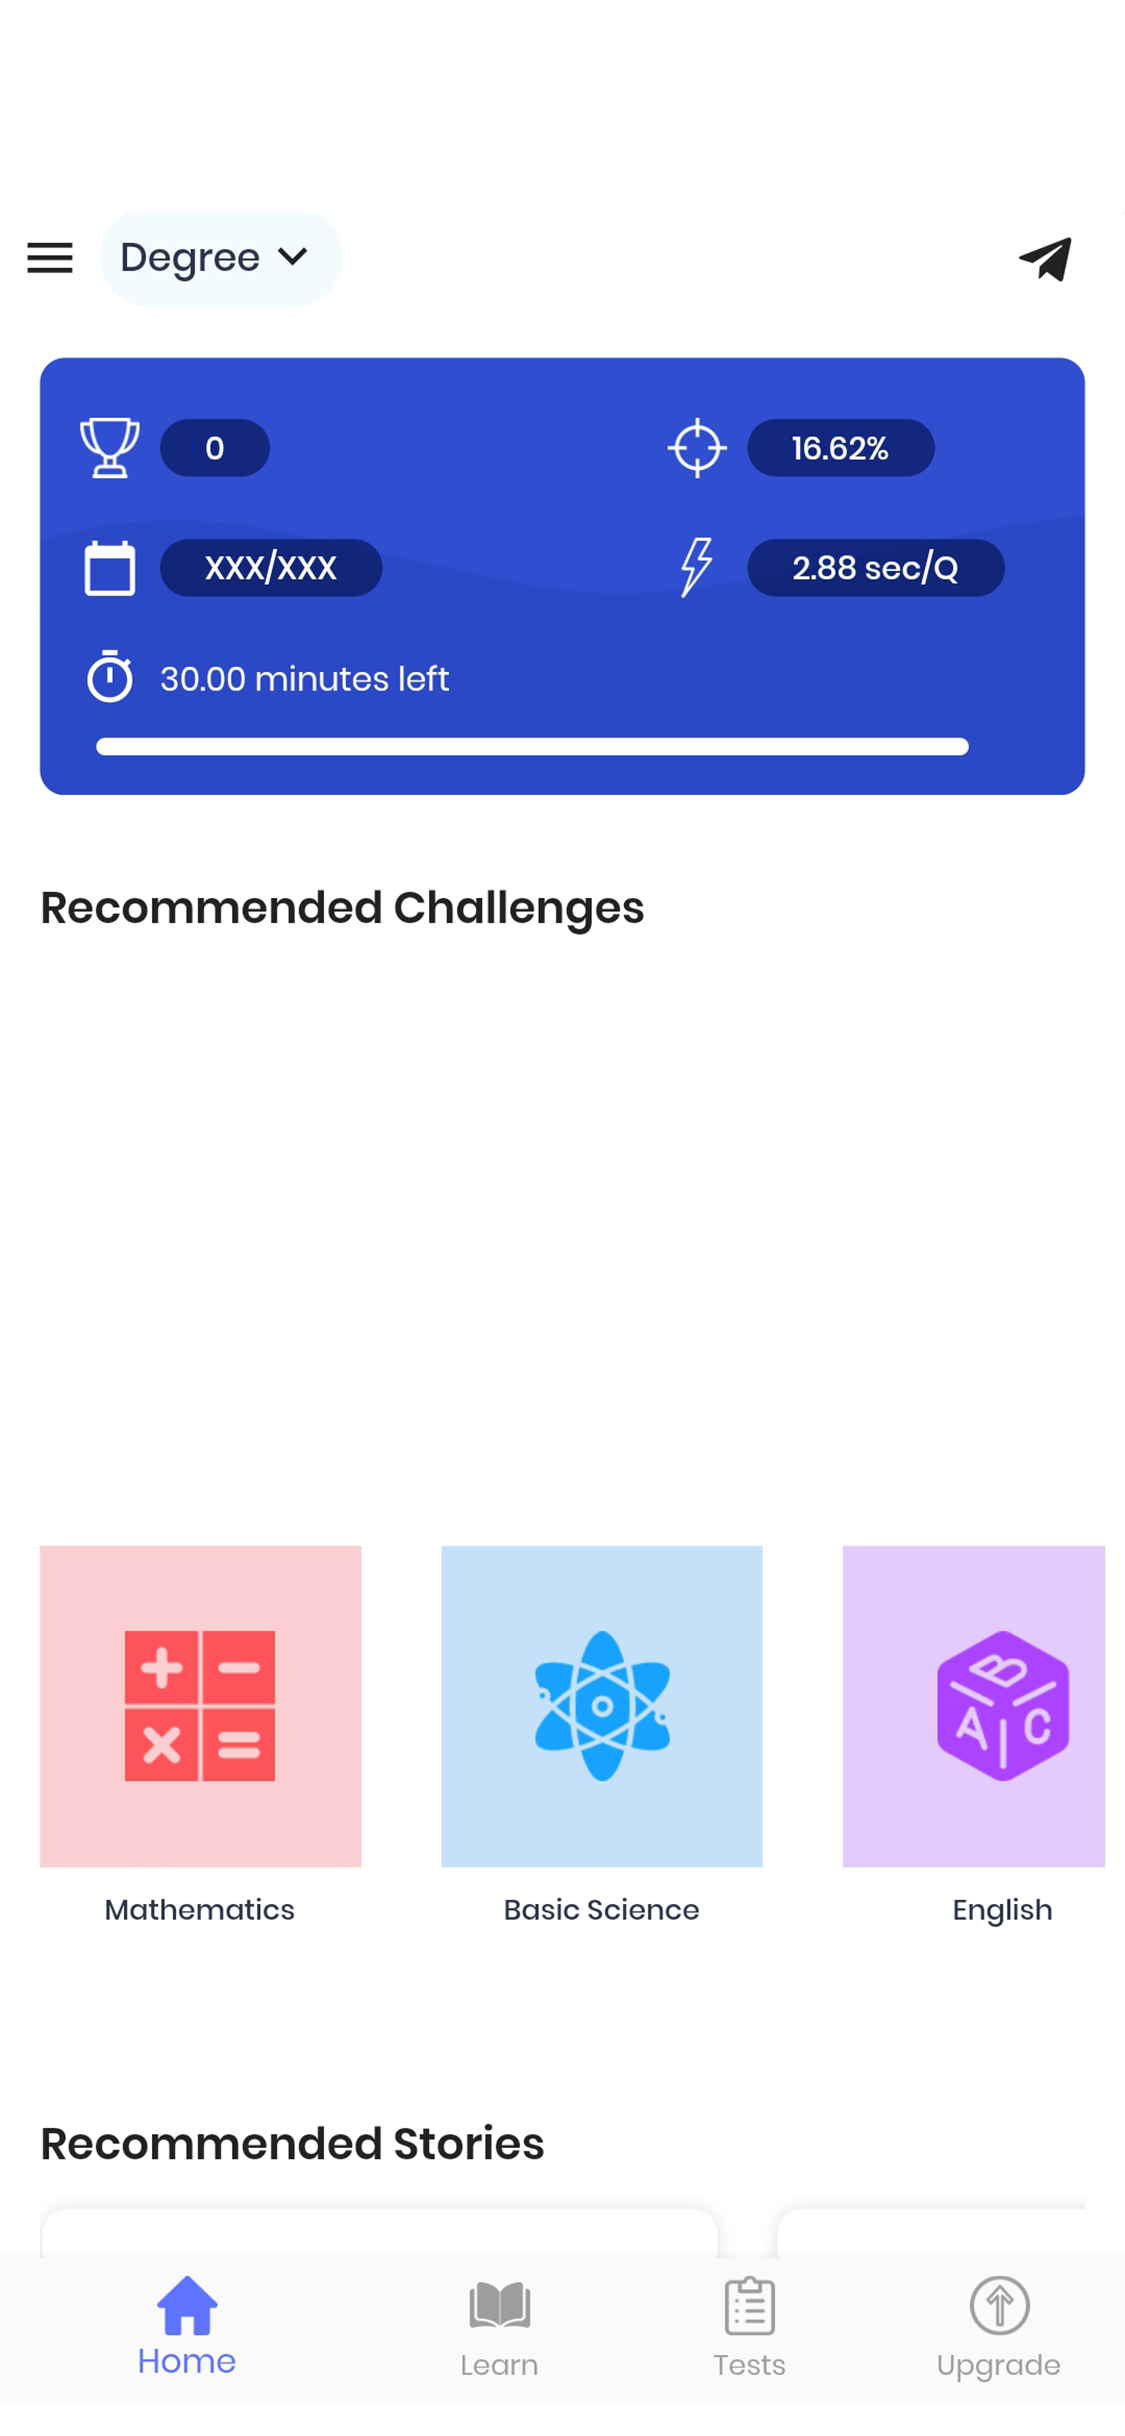 Degree
0
16.62%
XXX/XXX
2.88 sec/Q
30.00 minutes left
Recommended Challenges
+ −
B
A C
× =
Mathematics
Basic Science
English
Recommended Stories
Home
Learn
Tests
Upgrade